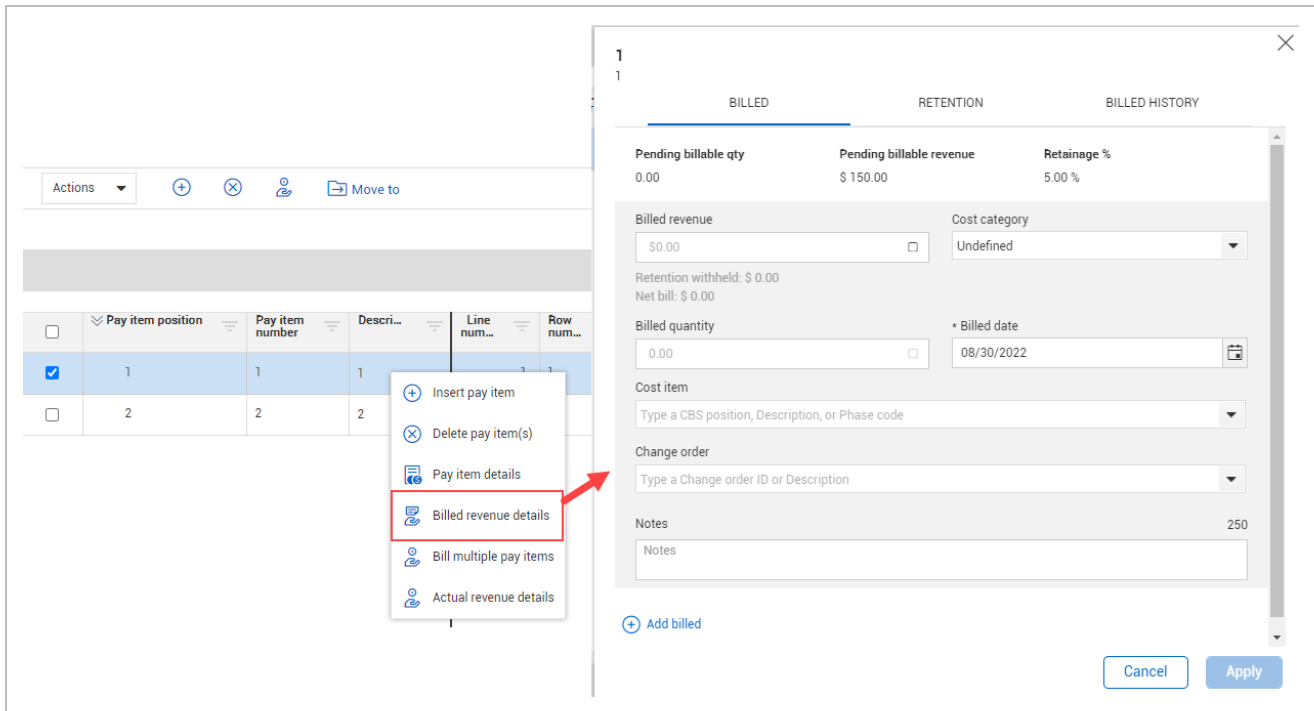 Actions
Move to
Pay item position
Pay item
number
Descri...
Line
num...
Row
num...
1
1
1
1
1
2
2
2
Insert pay item
Delete pay item(s)
Pay item details
Billed revenue details
Bill multiple pay items
Actual revenue details
1
1
BILLED
RETENTION
BILLED HISTORY
Pending billable qty
Pending billable revenue
Retainage %
0.00
$ 150.00
5.00 %
Billed revenue
Cost category
$0.00
Undefined
Retention withheld: $ 0.00
Net bill: $ 0.00
Billed quantity
* Billed date
0.00
08/30/2022
Cost item
Type a CBS position, Description, or Phase code
Change order
Type a Change order ID or Description
Notes
250
Notes
Add billed
Cancel
Apply